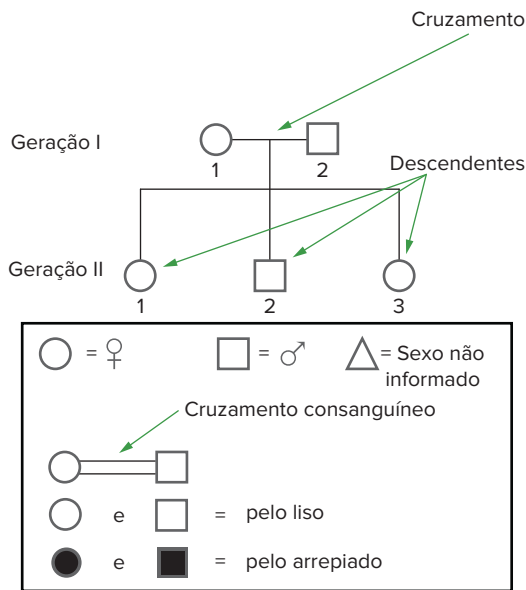 Cruzamento
Geração I
1 2
Descendentes
Geração II
1 2 3
= ♀ = ♂ = Sexo não
informado
Cruzamento consanguíneo
e = pelo liso
e = pelo arrepiado